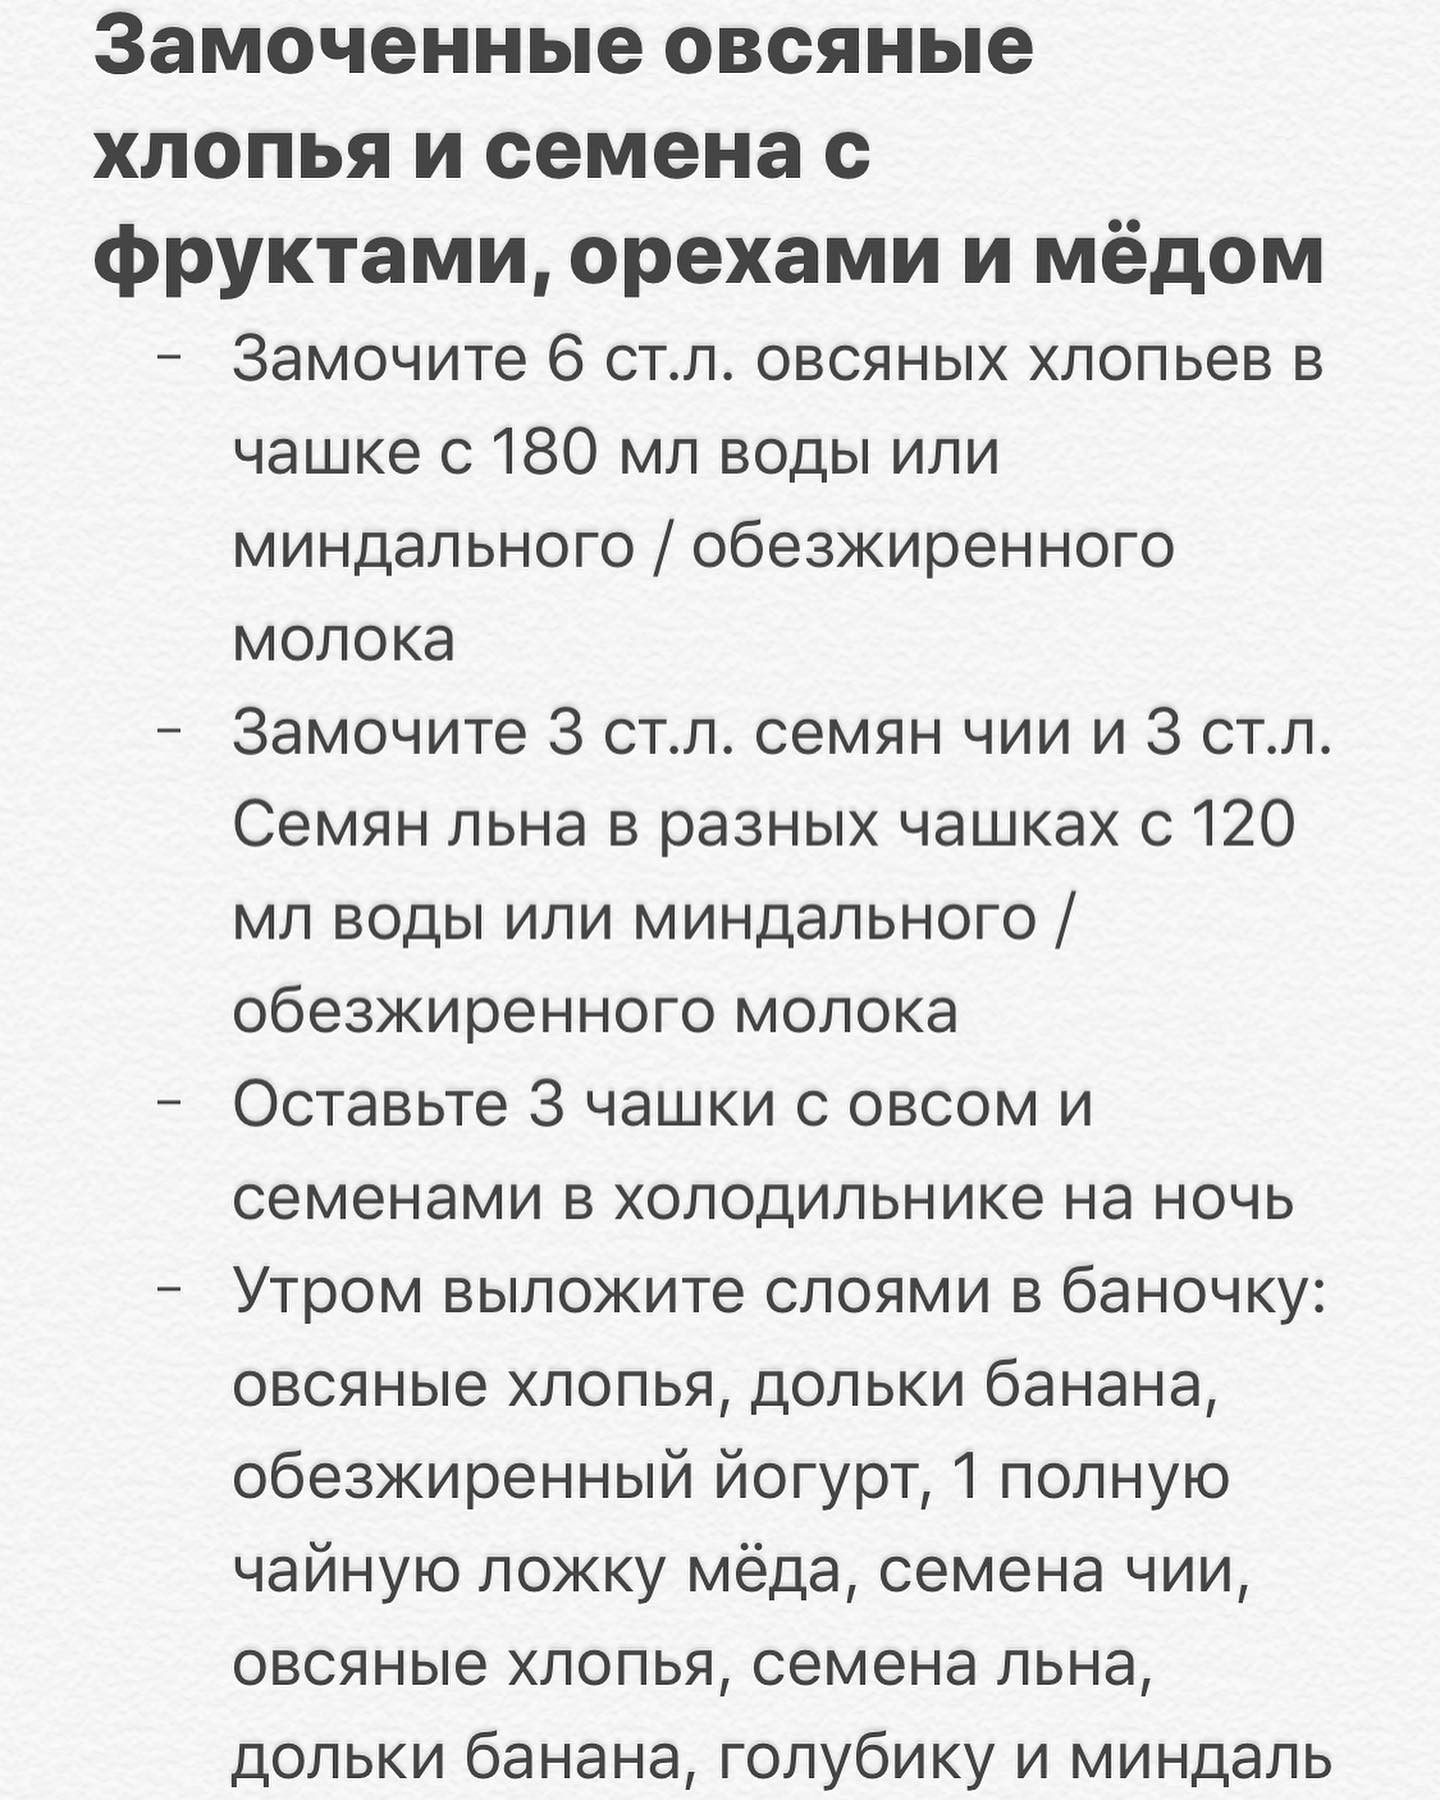 Замоченные овсяные
хлопья и семена с
фруктами, орехами и мёдом
- Замочите 6 ст.л. овсяных хлопьев в
чашке с 180 мл воды или
миндального / обезжиренного
молока
- Замочите 3 ст.л. семян чии и 3 ст.л.
Семян льна в разных чашках с 120
мл воды или миндального /
обезжиренного молока
- Оставьте 3 чашки с овсом и
семенами в холодильнике на ночь
- Утром выложите слоями в баночку:
овсяные хлопья, дольки банана,
обезжиренный йогурт, 1 полную
чайную ложку мёда, семена чии,
овсяные хлопья, семена льна,
дольки банана, голубику и миндаль